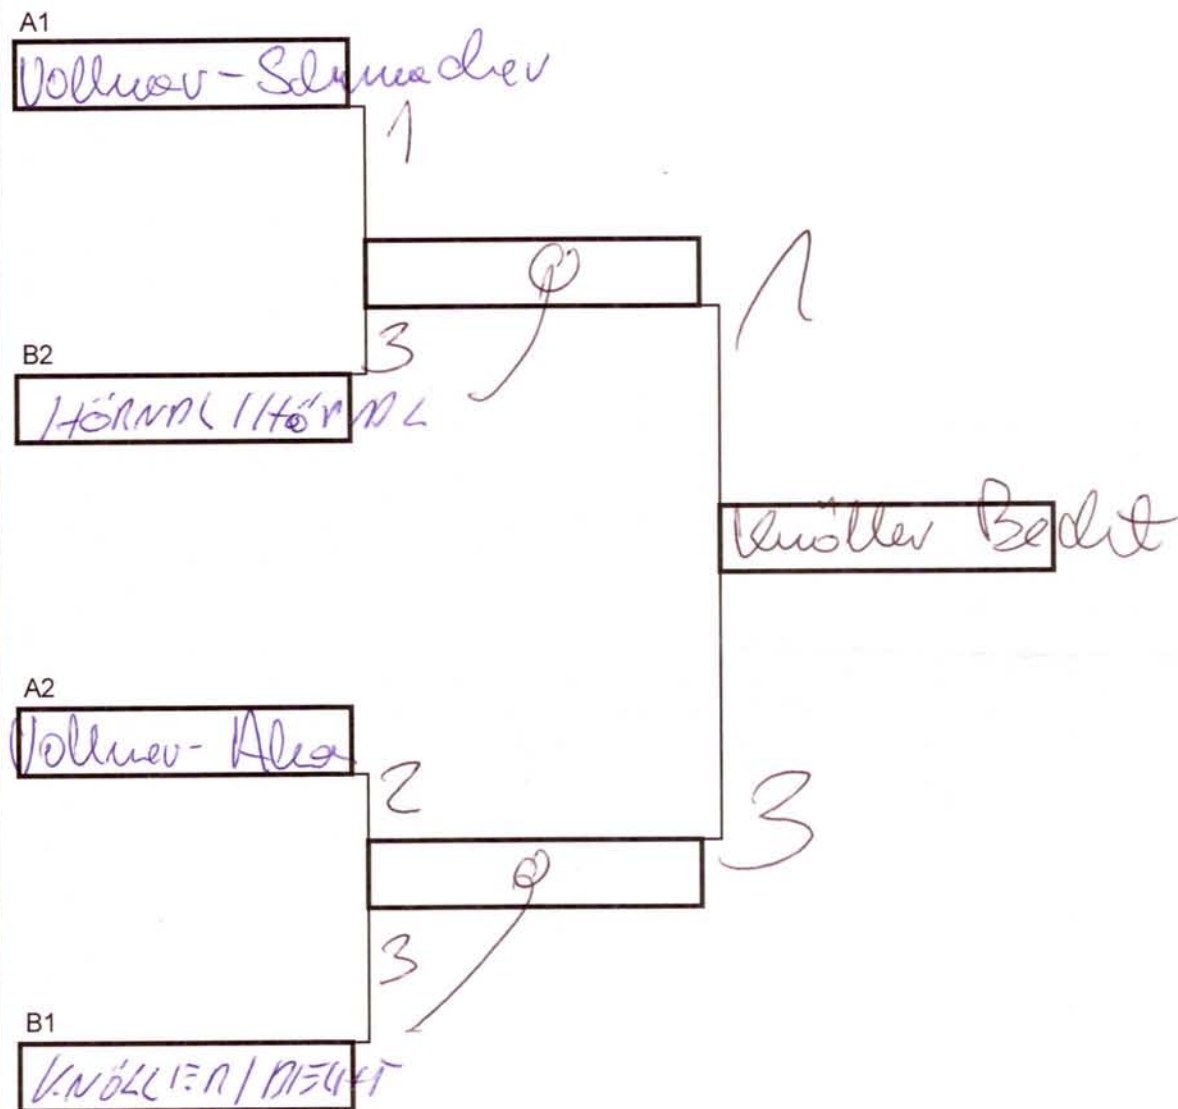 A1
Vollmer-Schumacher
1
3
B2
HÖRNDL / HÖRNDL
1
Knöller Becht
A2
Vollmer-
2
3
3
B1
KNÖLLER / BECHT